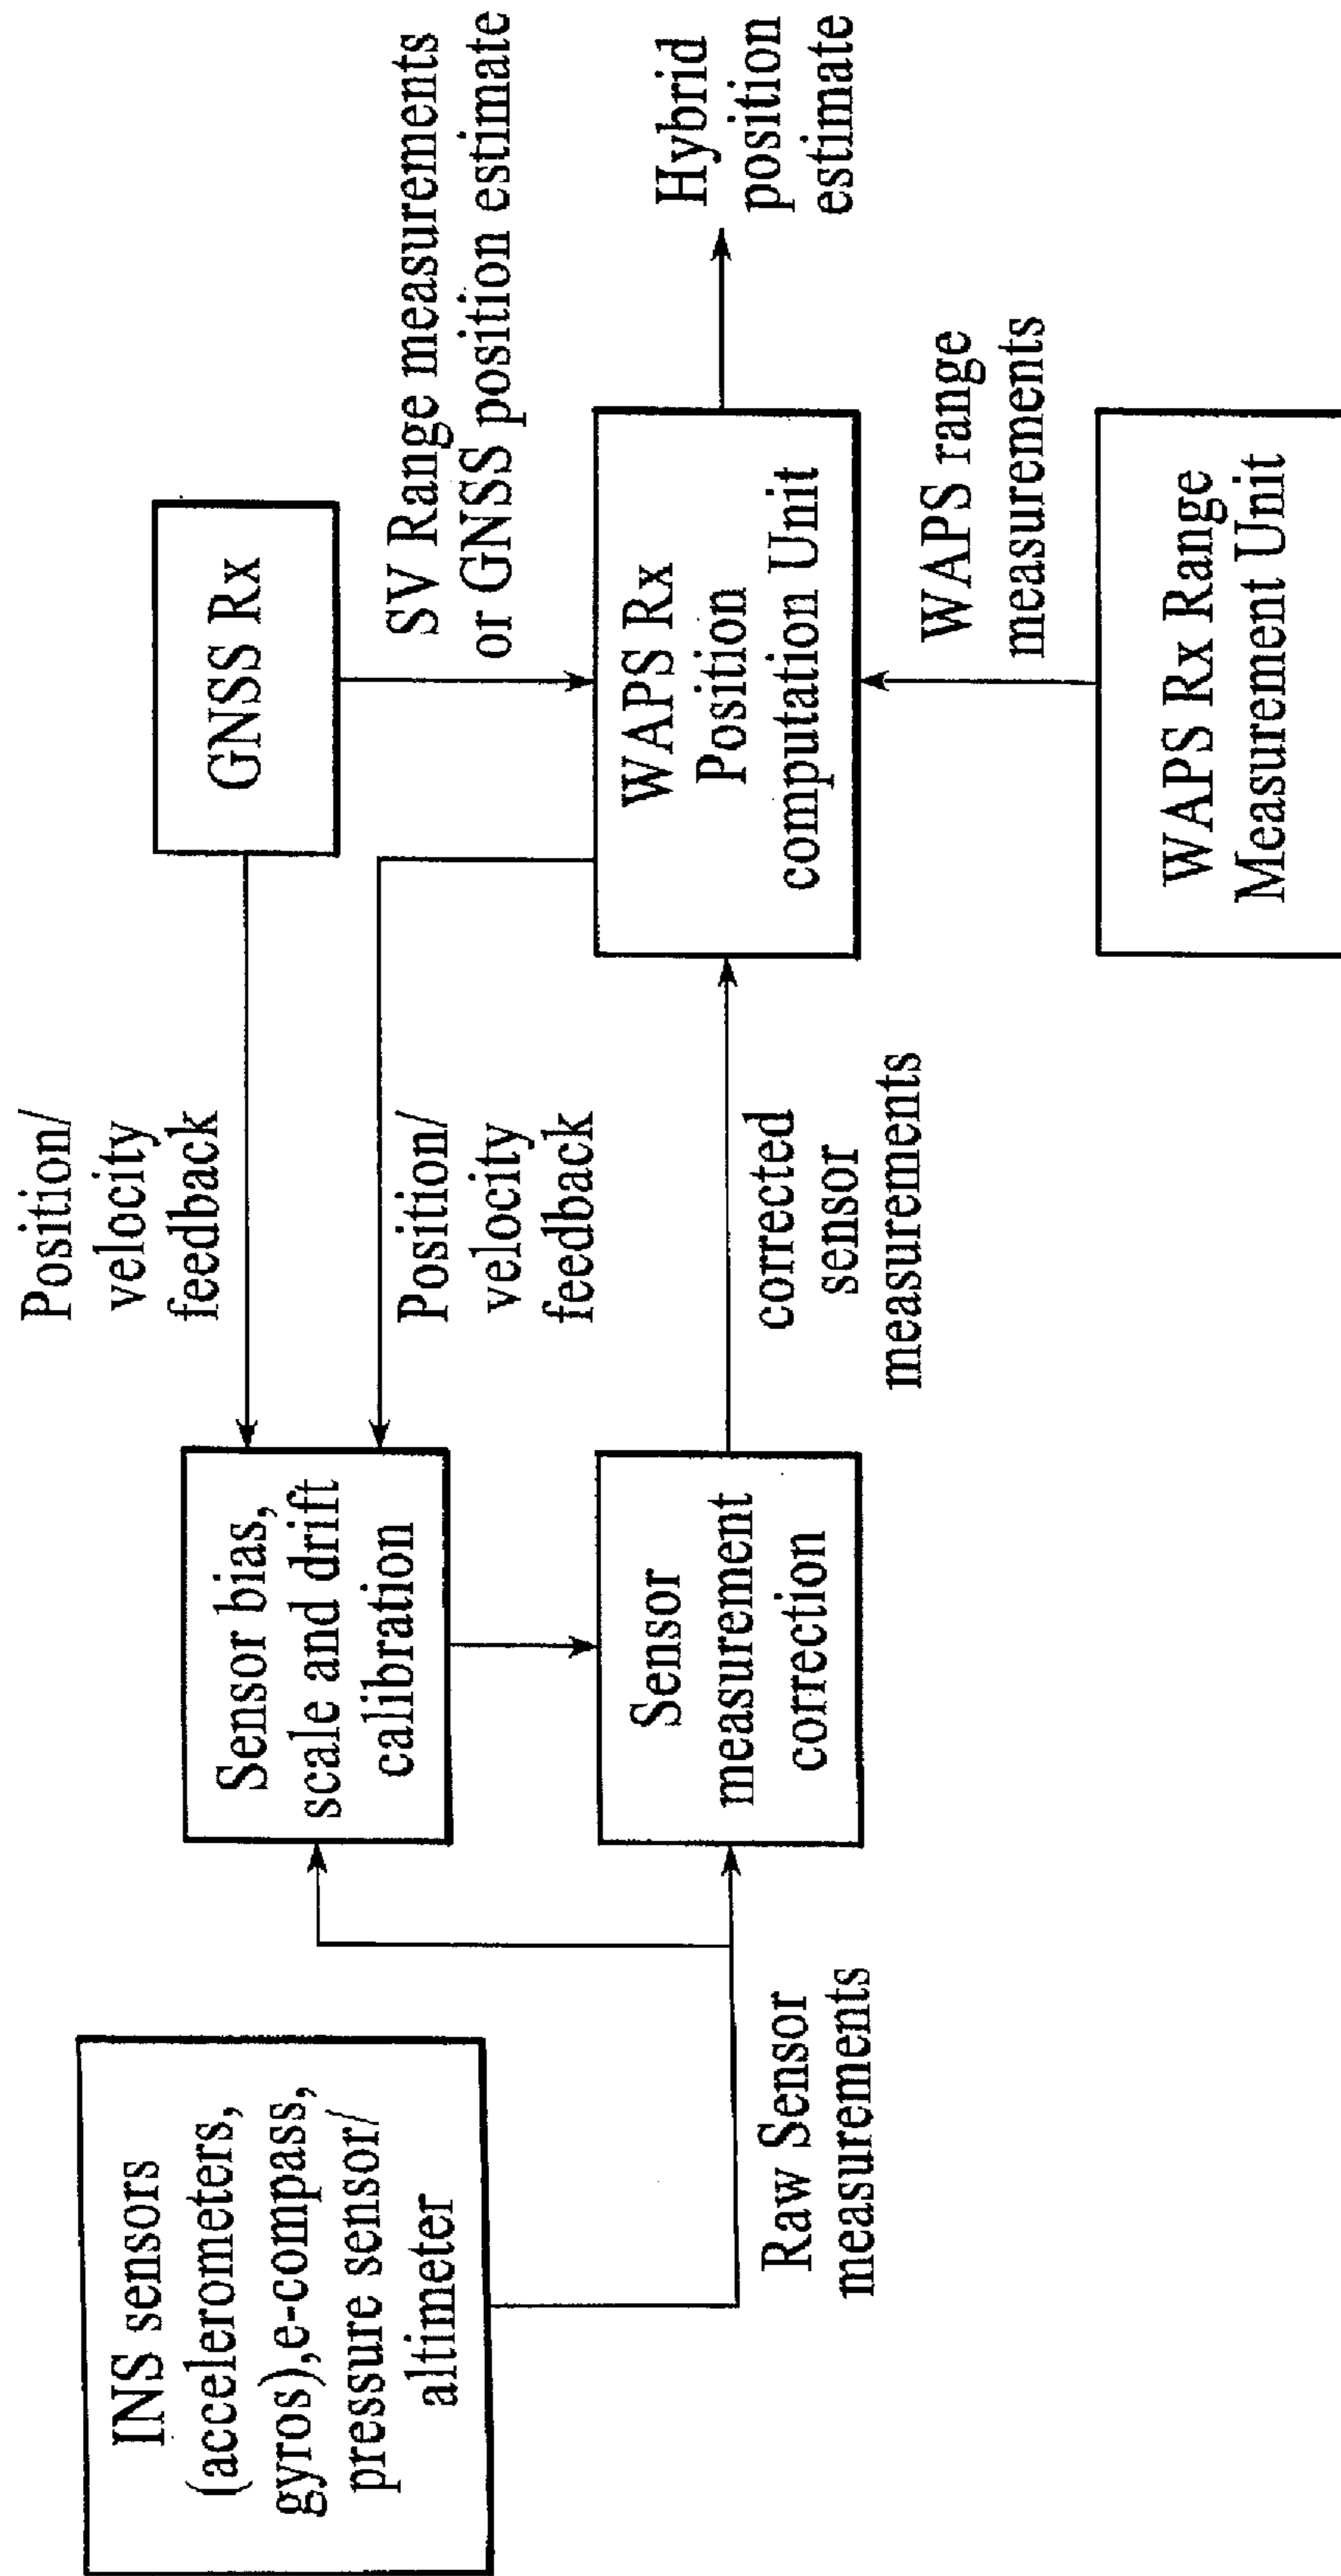 INS sensors
(accelerometers,
gyros),e-compass,
pressure sensor/
altimeter
Raw Sensor
measurements
Sensor bias,
scale and drift
calibration
Sensor
measurement
correction
Position/
velocity
feedback
Position/
velocity
feedback
corrected
sensor
measurements
GNSS Rx
SV Range measurements
or GNSS position estimate
WAPS Rx
Position
computation Unit
Hybrid
position
estimate
WAPS range
measurements
WAPS Rx Range
Measurement Unit